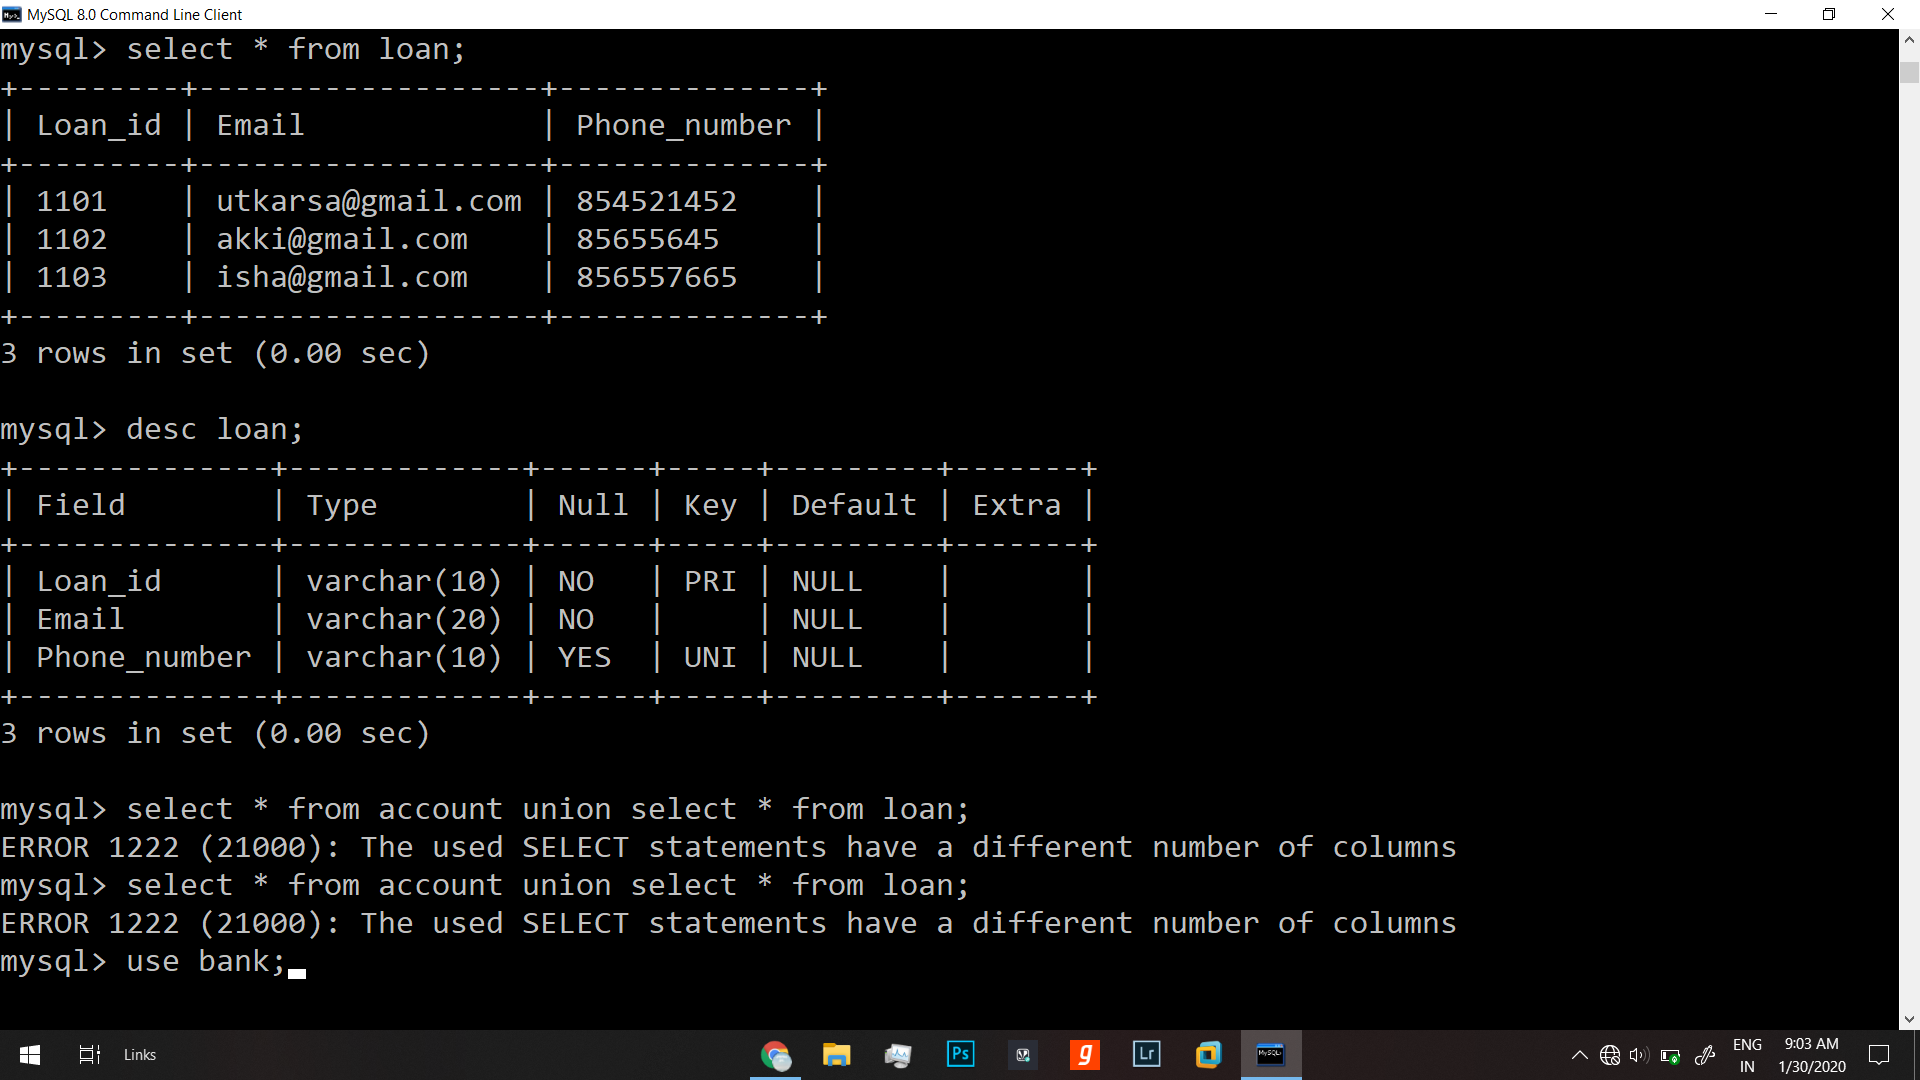 MySQL 8.0 Command Line Client
mysql> select * from loan;
+---------+-------------------+--------------+
| Loan_id | Email             | Phone_number |
+---------+-------------------+--------------+
| 1101    | utkarsa@gmail.com | 854521452    |
| 1102    | akki@gmail.com    | 85655645     |
| 1103    | isha@gmail.com    | 856557665    |
+---------+-------------------+--------------+
3 rows in set (0.00 sec)
mysql> desc loan;
+--------------+-------------+------+-----+---------+-------+
| Field        | Type        | Null | Key | Default | Extra |
+--------------+-------------+------+-----+---------+-------+
| Loan_id      | varchar(10) | NO   | PRI | NULL    |       |
| Email        | varchar(20) | NO   |     | NULL    |       |
| Phone_number | varchar(10) | YES  | UNI | NULL    |       |
+--------------+-------------+------+-----+---------+-------+
3 rows in set (0.00 sec)
mysql> select * from account union select * from loan;
ERROR 1222 (21000): The used SELECT statements have a different number of columns
mysql> select * from account union select * from loan;
ERROR 1222 (21000): The used SELECT statements have a different number of columns
mysql> use bank;
Links
Ps
g
Lr
MySQL
ENG
IN
9:03 AM
1/30/2020